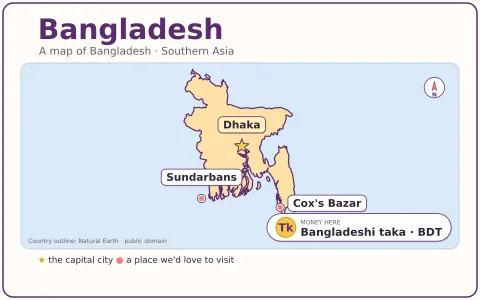 Bangladesh
A map of Bangladesh · Southern Asia
N
Dhaka
Sundarbans
Cox's Bazar
Tk
MONEY HERE
Bangladeshi taka · BDT
Country outline: Natural Earth · public domain
★ the capital city ● a place we'd love to visit